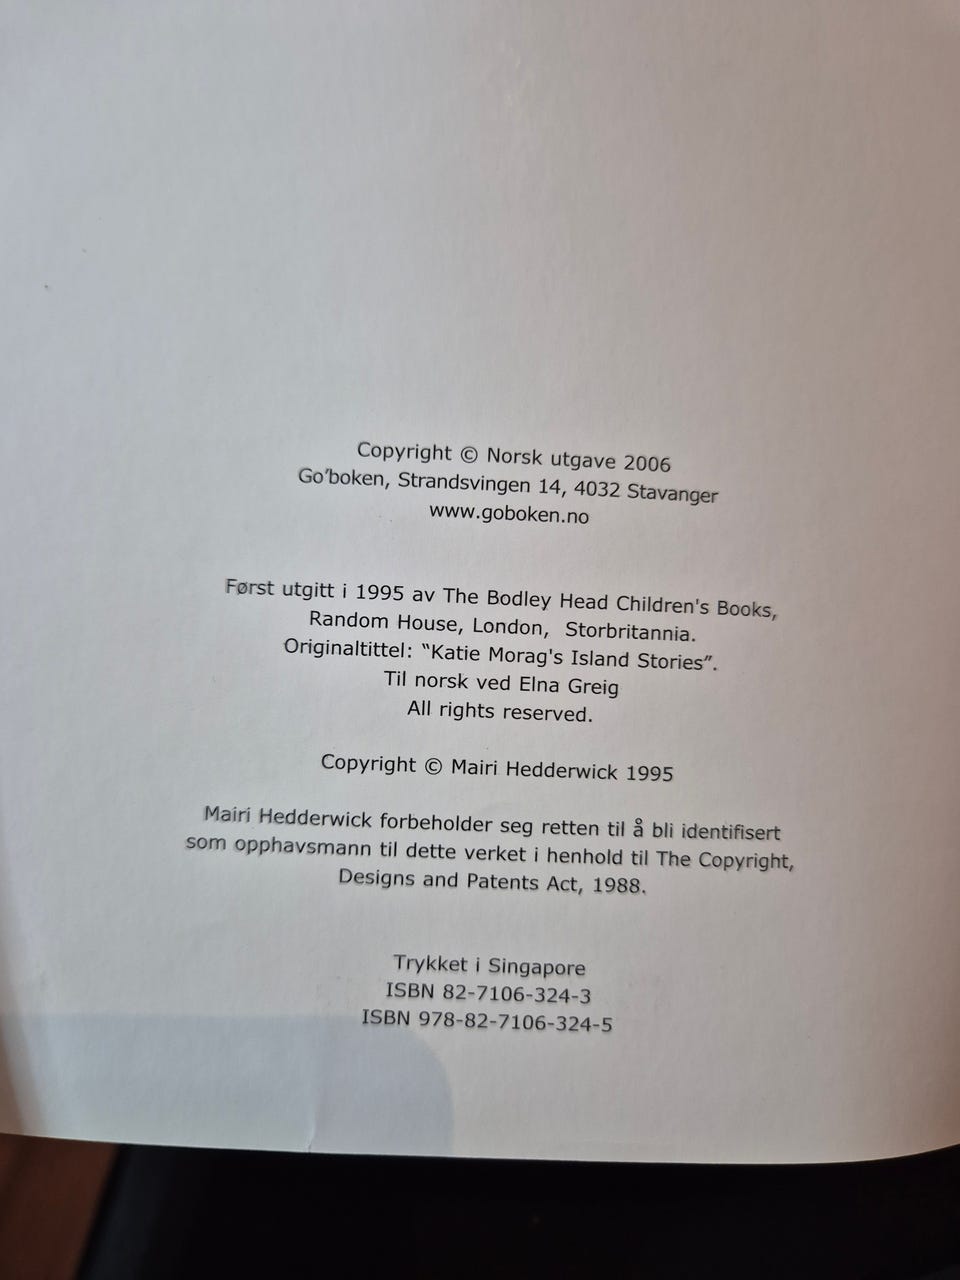 Copyright © Norsk utgave 2006
Go'boken, Strandsvingen 14, 4032 Stavanger
www.goboken.no
Først utgitt i 1995 av The Bodley Head Children's Books,
Random House, London, Storbritannia.
Originaltittel: “Katie Morag's Island Stories”.
Til norsk ved Elna Greig
All rights reserved.
Copyright © Mairi Hedderwick 1995
Mairi Hedderwick forbeholder seg retten til å bli identifisert
som opphavsmann til dette verket i henhold til The Copyright,
Designs and Patents Act, 1988.
Trykket i Singapore
ISBN 82-7106-324-3
ISBN 978-82-7106-324-5